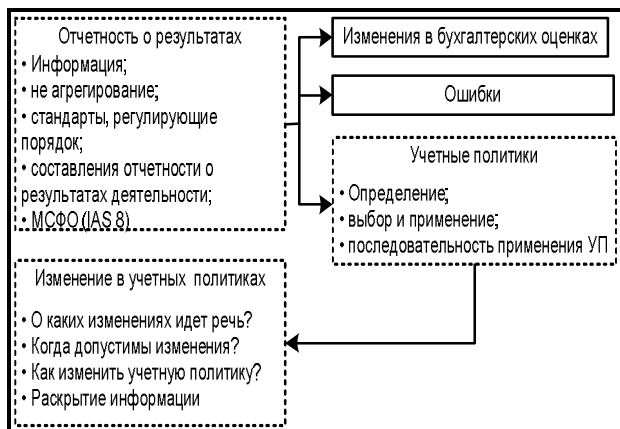 Отчетность о результатах
• Информация;
• не агрегирование;
• стандарты, регулирующие
порядок;
• составления отчетности о
результатах деятельности;
• МСФО (IAS 8)
Изменения в бухгалтерских оценках
Ошибки
Учетные политики
• Определение;
• выбор и применение;
• последовательность применения УП
Изменение в учетных политиках
• О каких изменениях идет речь?
• Когда допустимы изменения?
• Как изменить учетную политику?
• Раскрытие информации